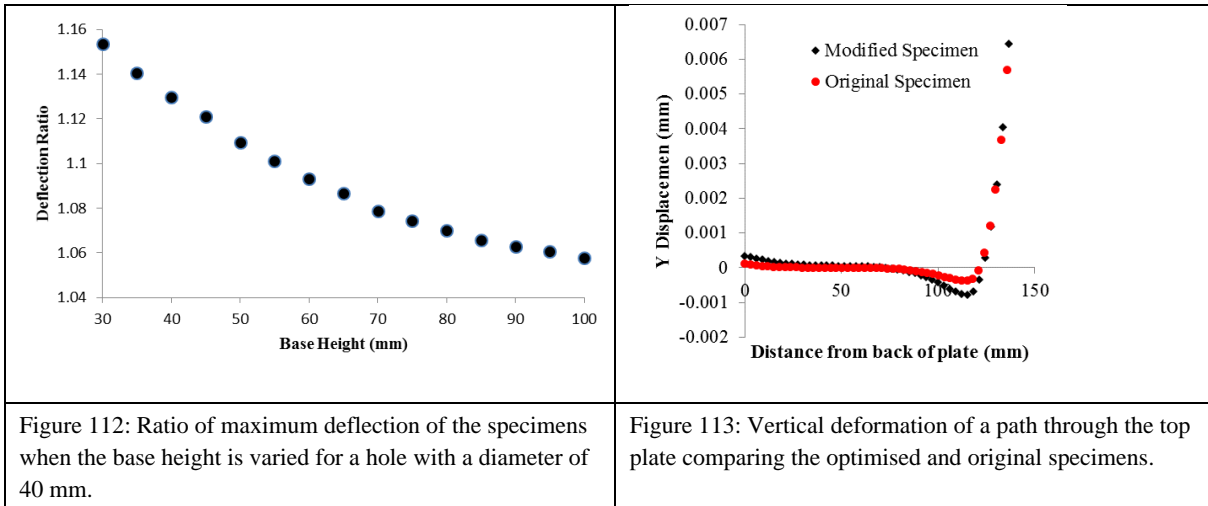 1.16
1.14
1.12
1.1
1.08
1.06
1.04
Deflection Ratio
30 40 50 60 70 80 90 100
Base Height (mm)
0.007
0.006
0.005
0.004
0.003
0.002
0.001
0
-0.001
-0.002
Y Displacemen (mm)
Modified Specimen
Original Specimen
0 50 100 150
Distance from back of plate (mm)
Figure 112: Ratio of maximum deflection of the specimens
when the base height is varied for a hole with a diameter of
40 mm.
Figure 113: Vertical deformation of a path through the top
plate comparing the optimised and original specimens.